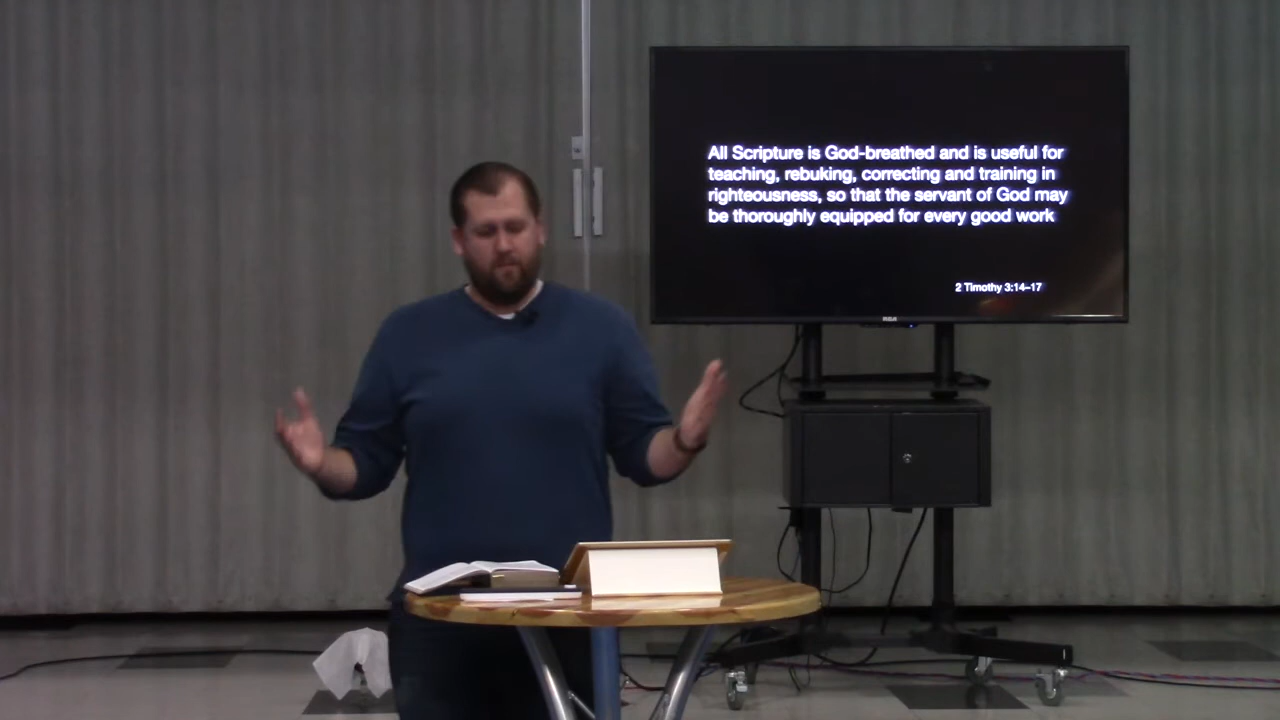 All Scripture is God-breathed and is useful for
teaching, rebuking, correcting and training in
righteousness, so that the servant of God may
be thoroughly equipped for every good work
2 Timothy 3:14–17
RCA